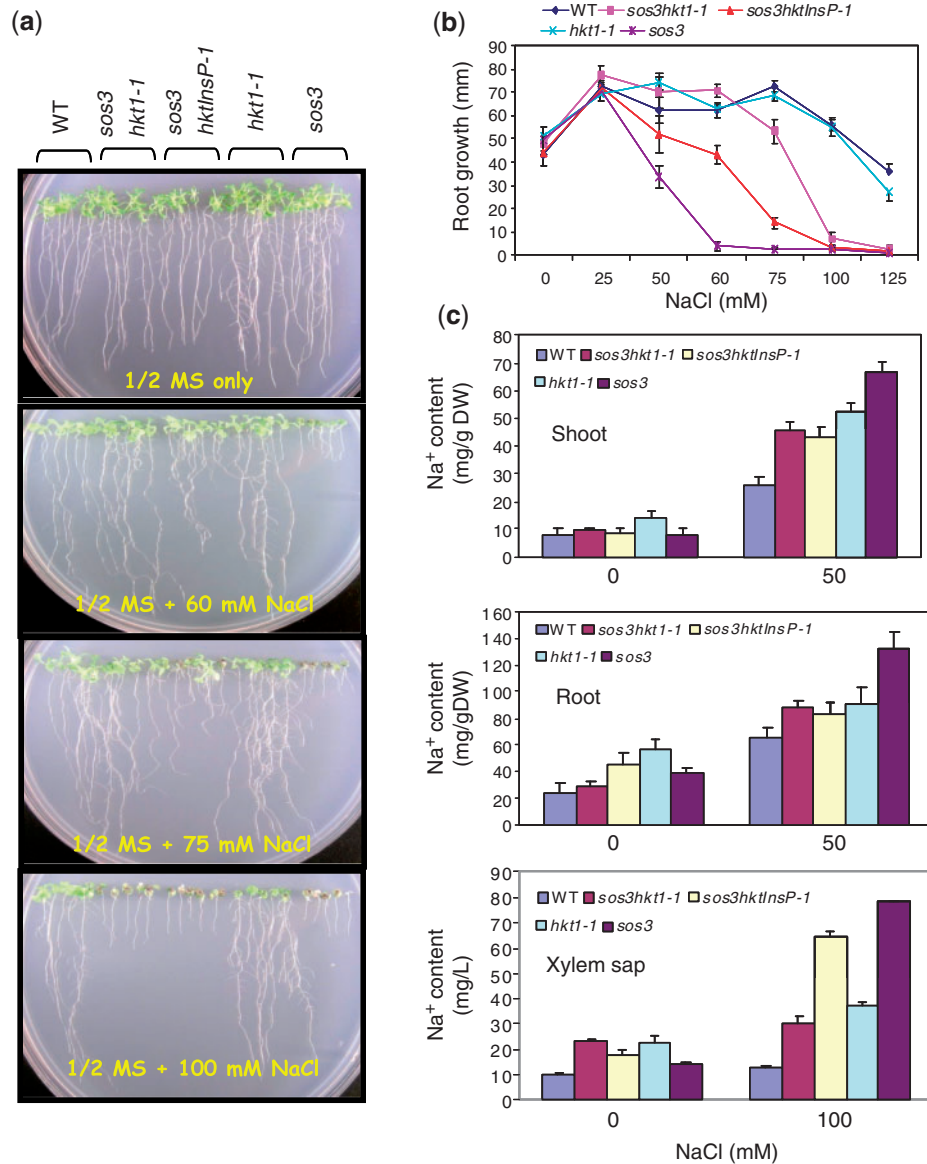 (a)
WT
sos3
hkt1-1
sos3
hktInsP-1
hkt1-1
sos3
1/2 MS only
1/2 MS + 60 mM NaCl
1/2 MS + 75 mM NaCl
1/2 MS + 100 mM NaCl
(b)
WT sos3hkt1-1 sos3hktInsP-1
hkt1-1 sos3
Root growth (mm)
90
80
70
60
50
40
30
20
10
0
0 25 50 60 75 100 125
NaCl (mM)
(c)
Na+ content
(mg/g DW)
80
70
60
50
40
30
20
10
0
WT sos3hkt1-1 sos3hktInsP-1
hkt1-1 sos3
Shoot
0 50
Na+ content
(mg/gDW)
160
140
120
100
80
60
40
20
0
WT sos3hkt1-1 sos3hktInsP-1
hkt1-1 sos3
Root
0 50
Na+ content
(mg/L)
90
80
70
60
50
40
30
20
10
0
WT sos3hkt1-1 sos3hktInsP-1
hkt1-1 sos3
Xylem sap
0 100
NaCl (mM)